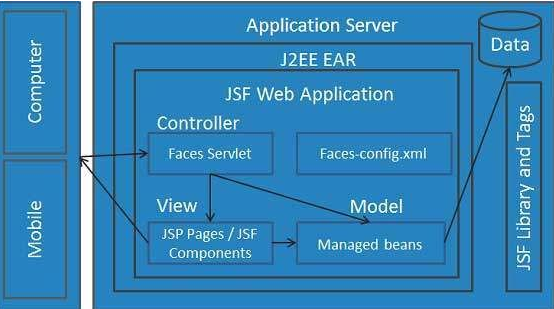 Application Server
Data
J2EE EAR
Computer
JSF Web Application
Controller
Faces Servlet
Faces-config.xml
JSF Library and Tags
View
Model
Mobile
JSP Pages / JSF
Components
Managed beans